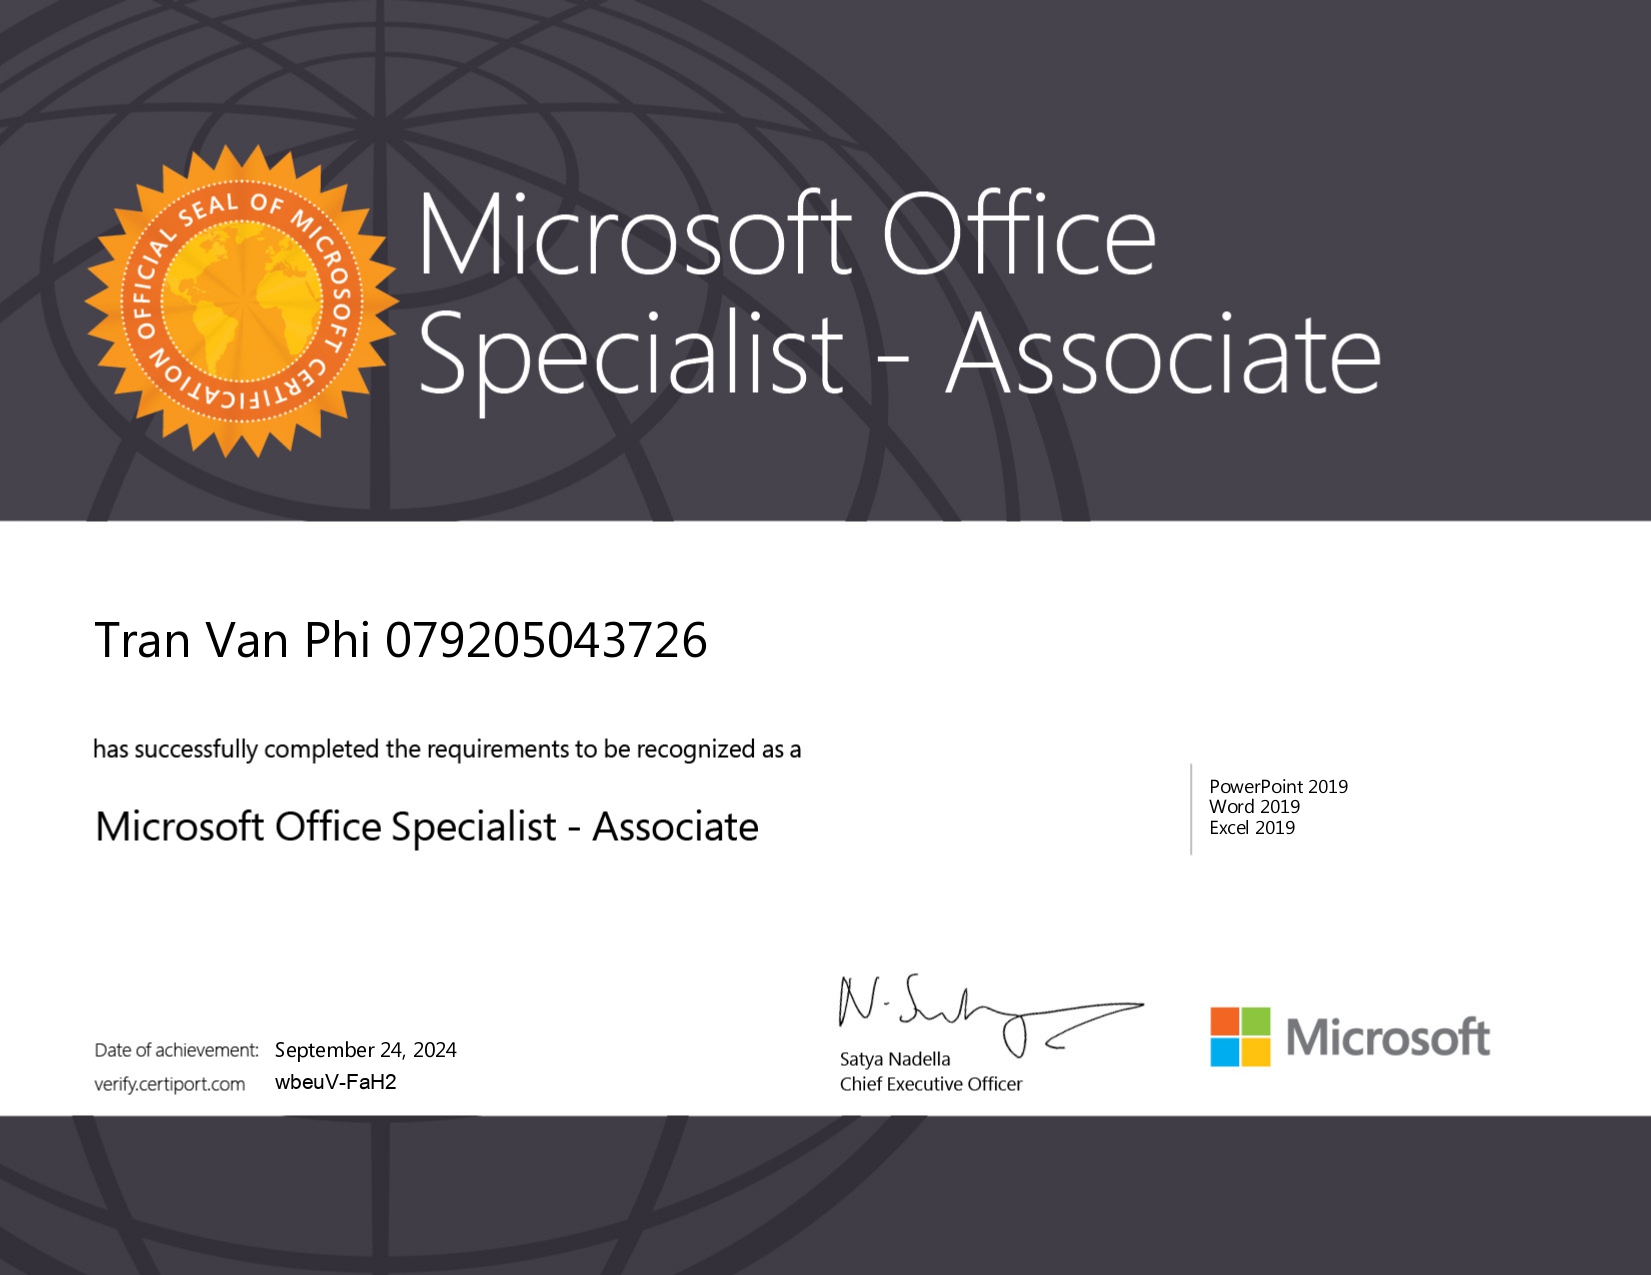 OFFICIAL SEAL OF MICROSOFT CERTIFICATION
Microsoft Office
Specialist - Associate
Tran Van Phi 079205043726
has successfully completed the requirements to be recognized as a
Microsoft Office Specialist - Associate
PowerPoint 2019
Word 2019
Excel 2019
Date of achievement: September 24, 2024
verify.certiport.com wbeuV-FaH2
Satya Nadella
Chief Executive Officer
Microsoft